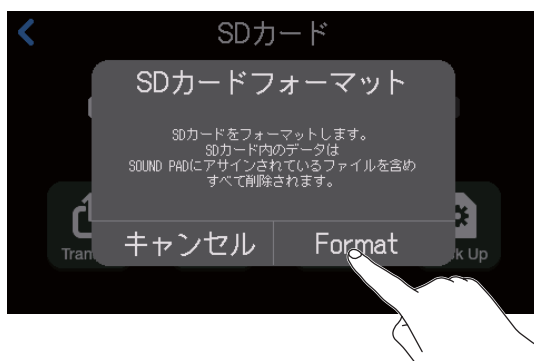 SDカード
SDカードフォーマット
SDカードをフォーマットします。
SDカード内のデータは
SOUND PADにアサインされているファイルを含め
すべて削除されます。
キャンセル
Format
Tran
k Up